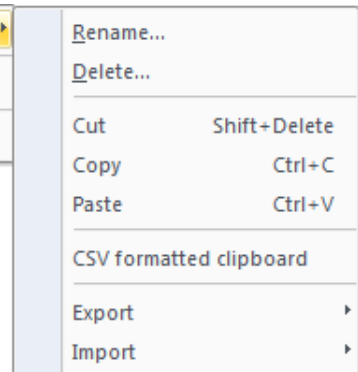 Rename...
Delete...
Cut Shift+Delete
Copy Ctrl+C
Paste Ctrl+V
CSV formatted clipboard
Export
Import